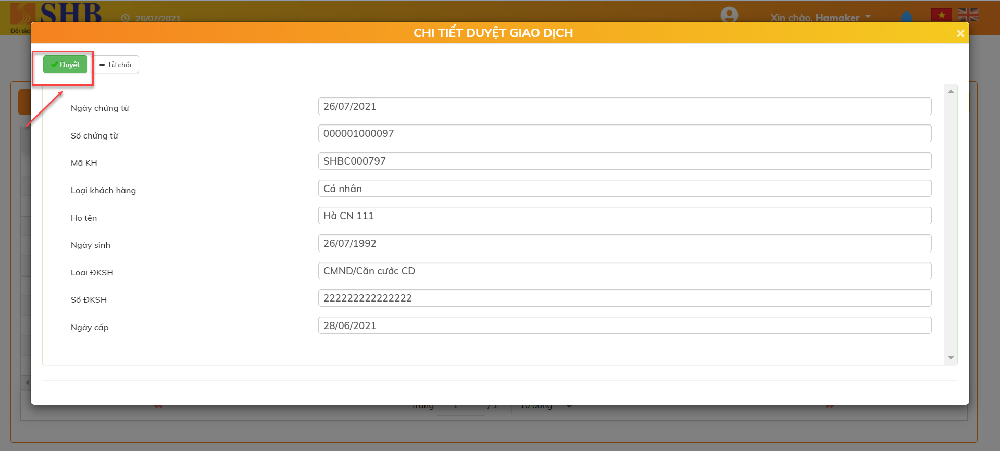 SHB
Đối tác
26/07/2021
Xin chào, Hamaker
CHI TIẾT DUYỆT GIAO DỊCH
Duyệt
Từ chối
Ngày chứng từ
26/07/2021
Số chứng từ
000001000097
Mã KH
SHBC000797
Loại khách hàng
Cá nhân
Họ tên
Hà CN 111
Ngày sinh
26/07/1992
Loại ĐKSH
CMND/Căn cước CD
Số ĐKSH
222222222222222
Ngày cấp
28/06/2021
Trang 1 / 1 10 dòng